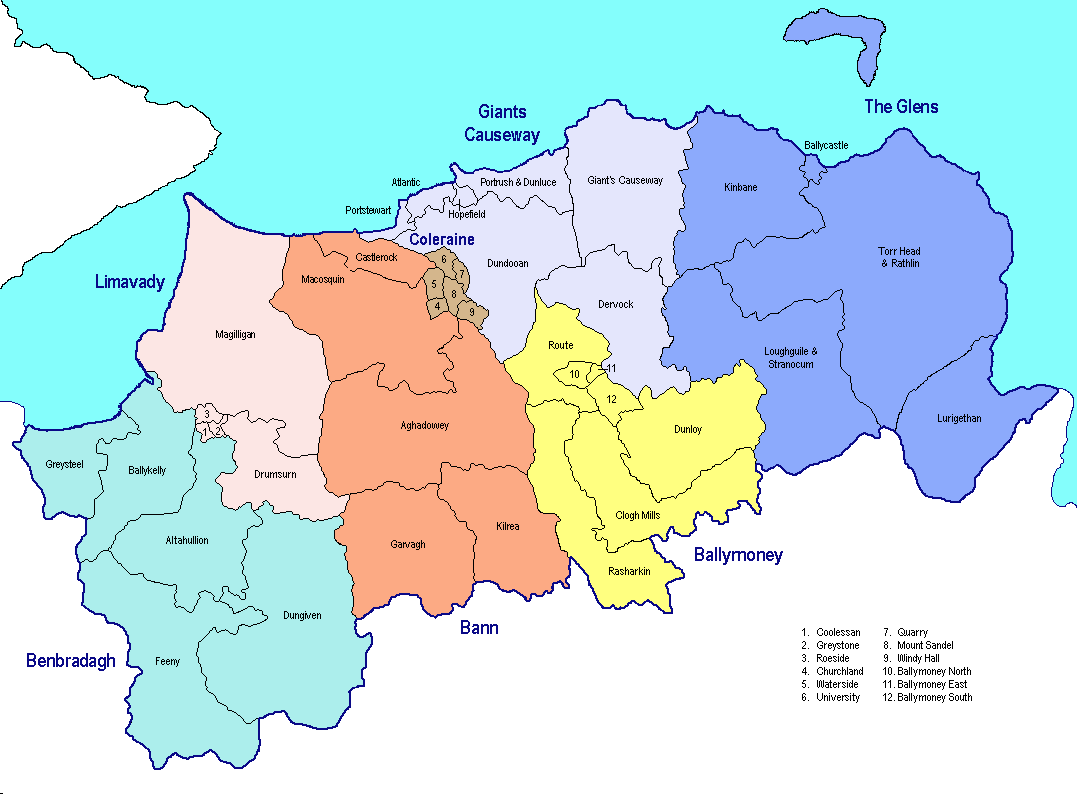 The Glens
Giants
Causeway
Ballycastle
Atlantic
Portrush & Dunluce
Giant's Causeway
Kinbane
Portstewart
Hopefield
Coleraine
Castlerock
Dundooan
Torr Head
& Rathlin
Limavady
Macosquin
6
7
5
8
4
9
Dervock
Magilligan
Route
Loughguile &
Stranocum
11
10
12
3
1
2
Aghadowey
Dunloy
Lurigethan
Greysteel
Ballykelly
Drumsurn
Clogh Mills
Kilrea
Altahullion
Garvagh
Ballymoney
Rasharkin
Dungiven
Bann
Benbradagh
Feeny
1. Coolessan
2. Greystone
3. Roeside
4. Churchland
5. Waterside
6. University
7. Quarry
8. Mount Sandel
9. Windy Hall
10. Ballymoney North
11. Ballymoney East
12. Ballymoney South